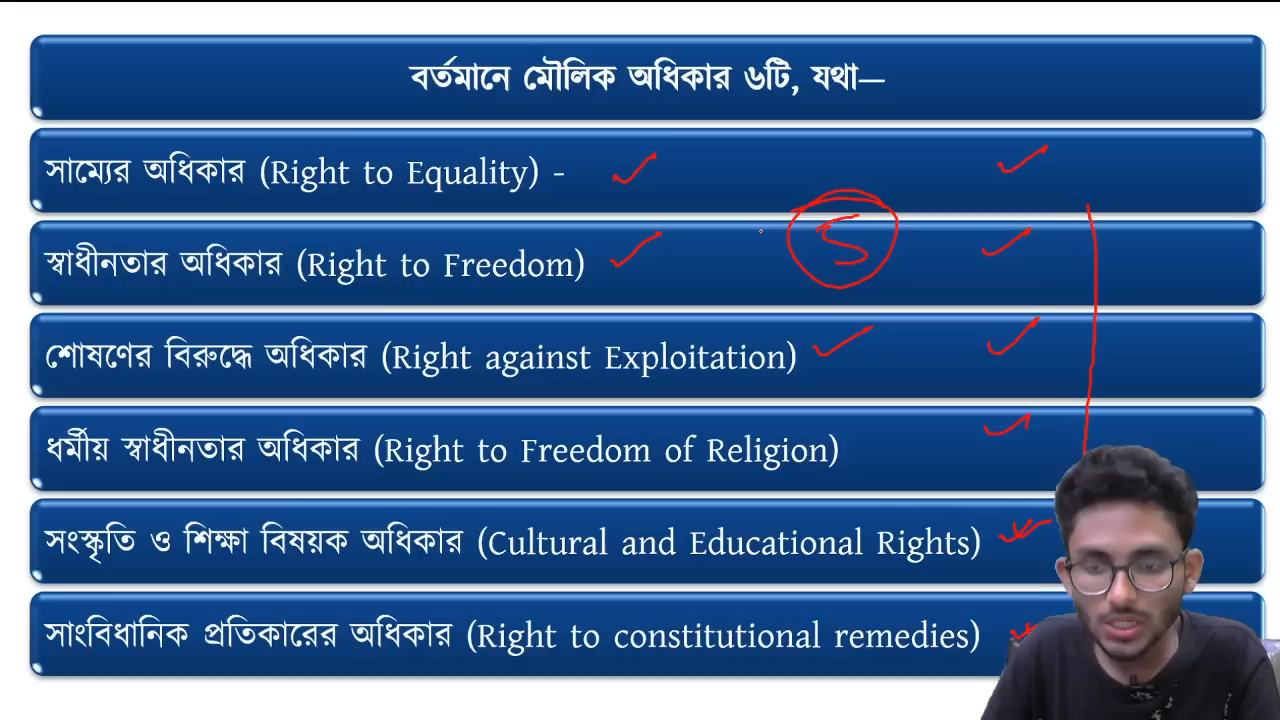 বর্তমানে মৌলিক অধিকার ৬টি, যথা—
সাম্যের অধিকার (Right to Equality) -
স্বাধীনতার অধিকার (Right to Freedom)
S
শোষণের বিরুদ্ধে অধিকার (Right against Exploitation)
ধর্মীয় স্বাধীনতার অধিকার (Right to Freedom of Religion)
সংস্কৃতি ও শিক্ষা বিষয়ক অধিকার (Cultural and Educational Rights)
সাংবিধানিক প্রতিকারের অধিকার (Right to constitutional remedies)